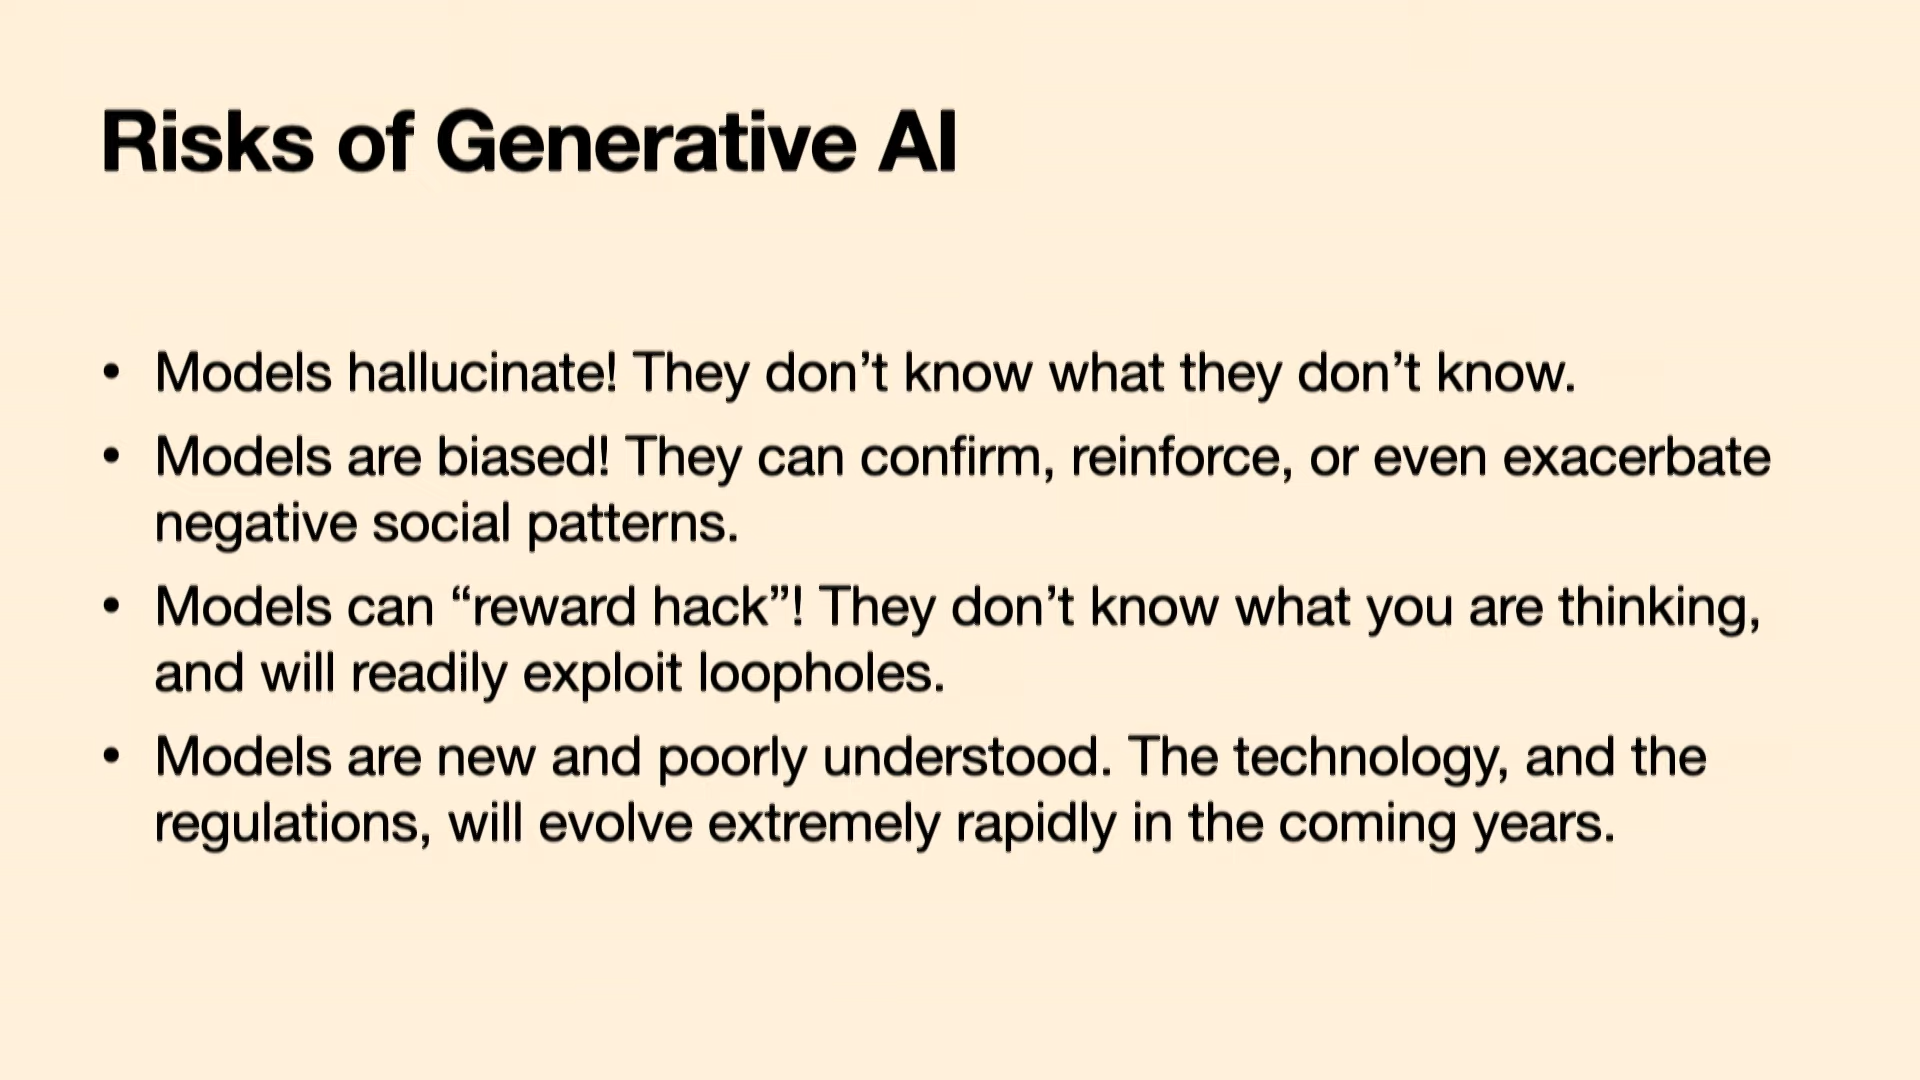 Risks of Generative AI
• Models hallucinate! They don’t know what they don’t know.
• Models are biased! They can confirm, reinforce, or even exacerbate
negative social patterns.
• Models can “reward hack”! They don’t know what you are thinking,
and will readily exploit loopholes.
• Models are new and poorly understood. The technology, and the
regulations, will evolve extremely rapidly in the coming years.